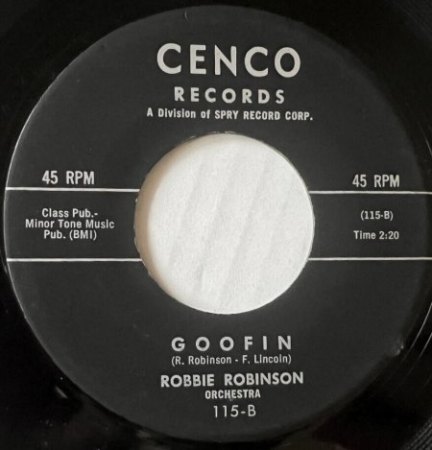 CENCO
RECORDS
A Division of SPRY RECORD CORP.
45 RPM
45 RPM
Class Pub.-
Minor Tone Music
Pub. (BMI)
(115-B)
Time 2:20
GOOFIN
(R. Robinson - F. Lincoln)
ROBBIE ROBINSON
ORCHESTRA
115-B